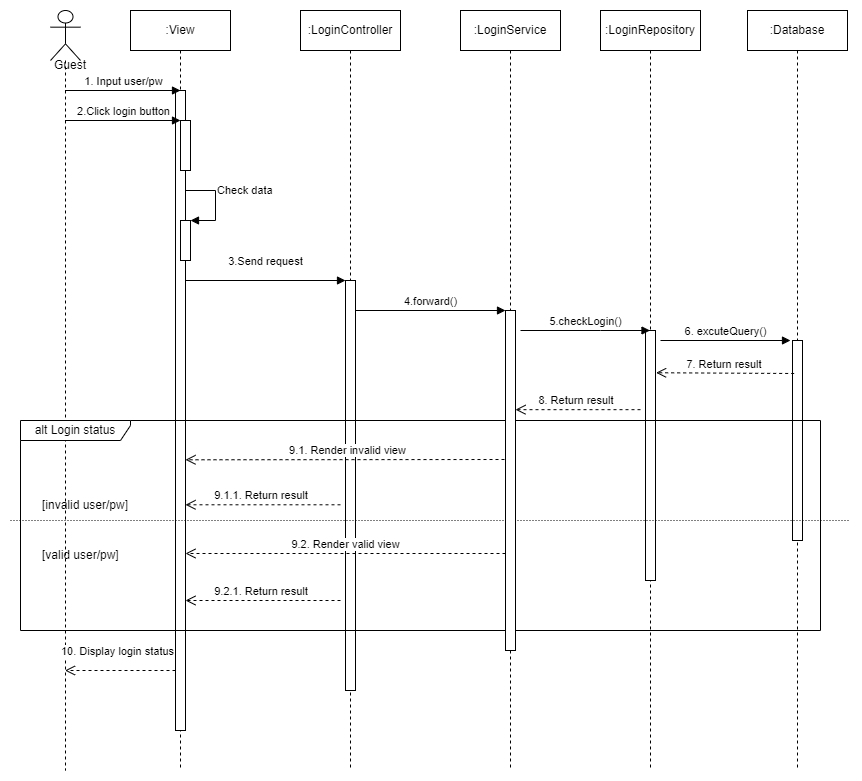 :View
:LoginController
:LoginService
:LoginRepository
:Database
Guest
1. Input user/pw
2.Click login button
Check data
3.Send request
4.forward()
5.checkLogin()
6. excuteQuery()
7. Return result
8. Return result
alt Login status
9.1. Render invalid view
9.1.1. Return result
[invalid user/pw]
9.2. Render valid view
[valid user/pw]
9.2.1. Return result
10. Display login status